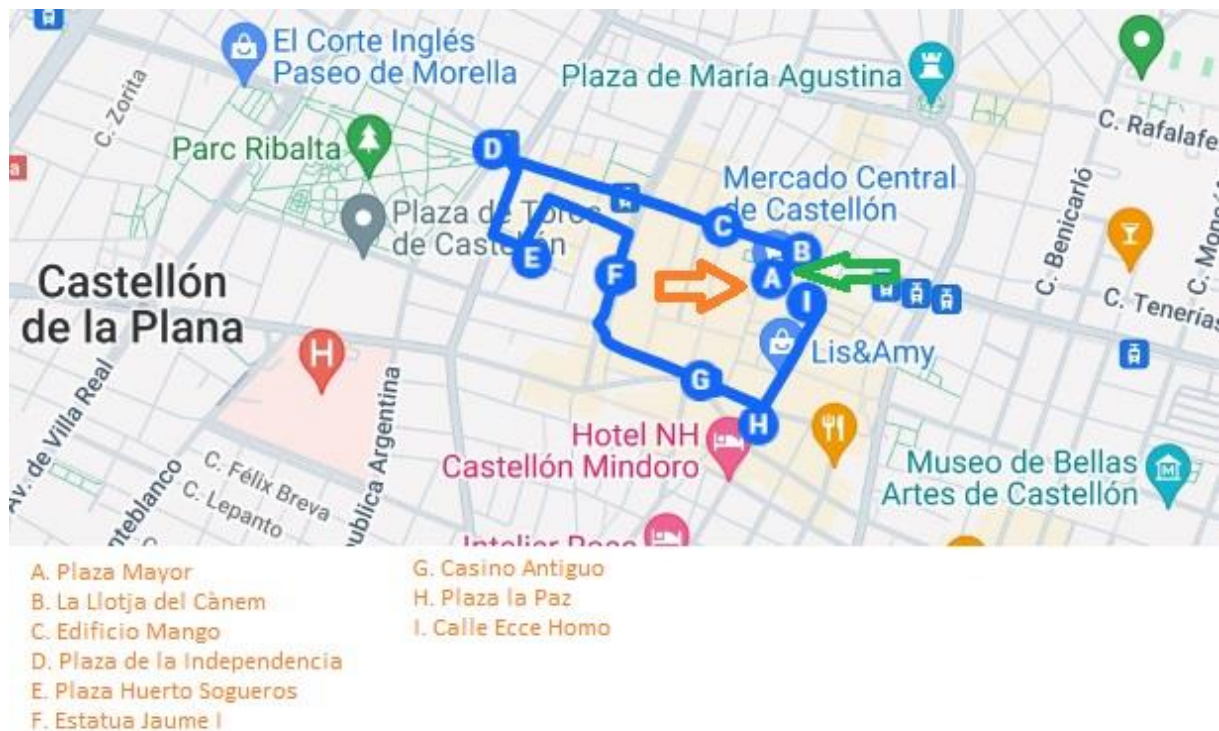 El Corte Inglés
Paseo de Morella
Plaza de María Agustina
C. Zorita
Parc Ribalta
D
C. Rafalafe
Mercado Central
de Castellón
C. Benicarló
Plaza de Toros
de Castellón
C
B
E
F
A
I
Castellón
de la Plana
C. Tenerías
H
Lis&Amy
G
H
Av. de Villa Real
Hotel NH
Castellón Mindoro
Museo de Bellas
Artes de Castellón
C. Félix Breva
C. Lepanto
A. Plaza Mayor
B. La Llotja del Cànem
C. Edificio Mango
D. Plaza de la Independencia
E. Plaza Huerto Sogueros
F. Estatua Jaume I
G. Casino Antiguo
H. Plaza la Paz
I. Calle Ecce Homo